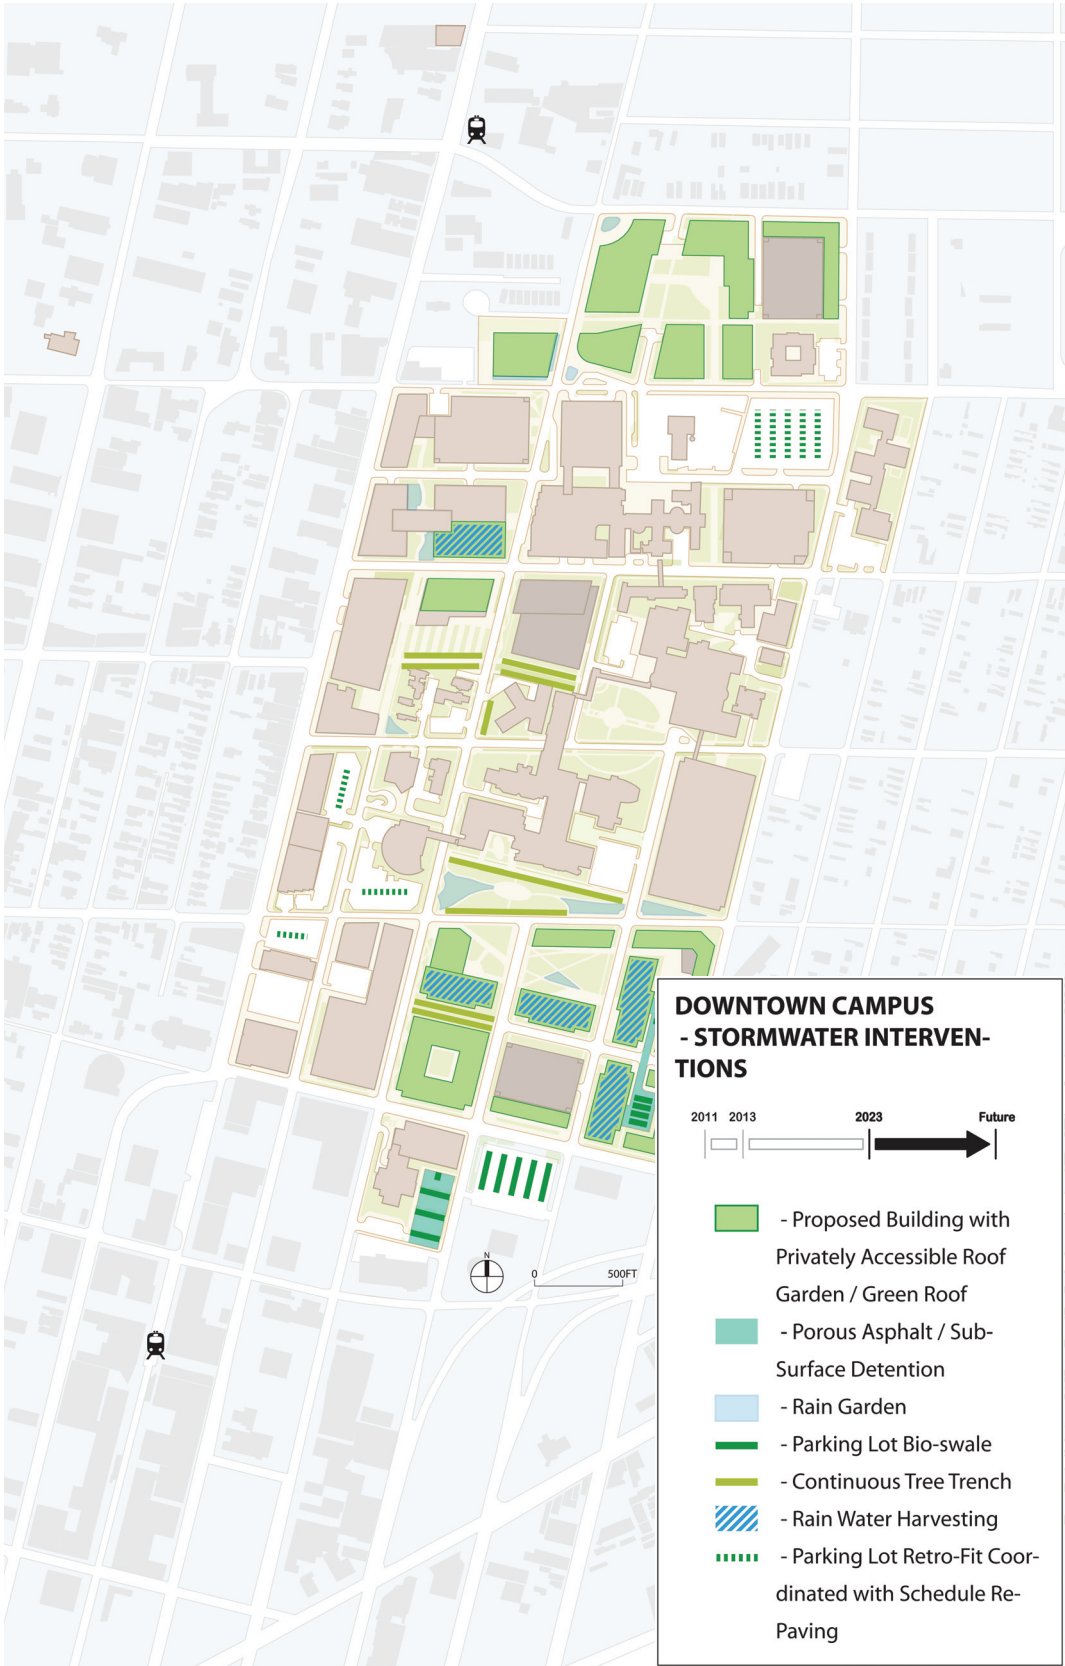 N
0 500FT
DOWNTOWN CAMPUS
- STORMWATER INTERVEN-
TIONS
2011 2013 2023 Future
- Proposed Building with
Privately Accessible Roof
Garden / Green Roof
- Porous Asphalt / Sub-
Surface Detention
- Rain Garden
- Parking Lot Bio-swale
- Continuous Tree Trench
- Rain Water Harvesting
- Parking Lot Retro-Fit Coor-
dinated with Schedule Re-
Paving